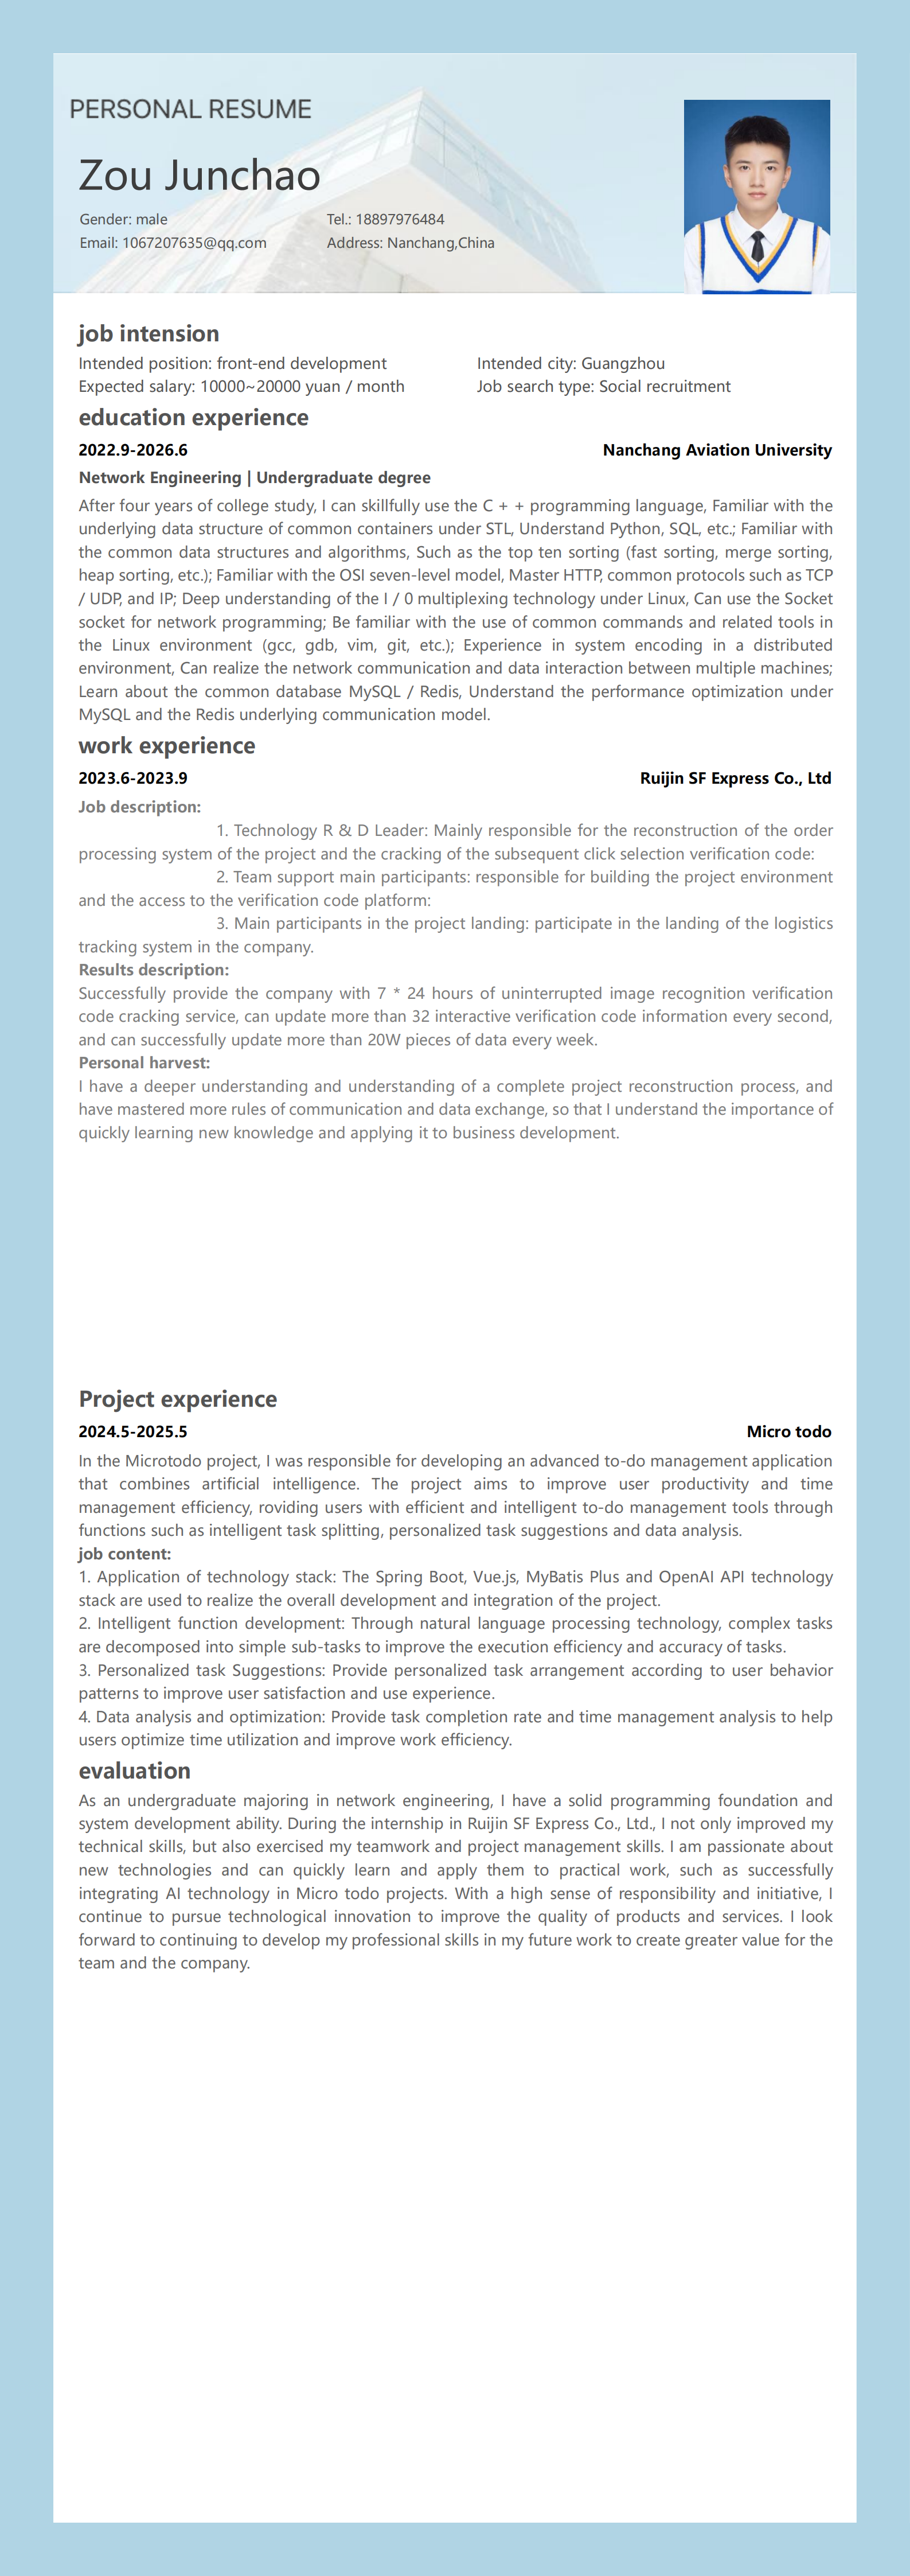 PERSONAL RESUME
Zou Junchao
Gender: male Tel.: 18897976484
Email: 1067207635@qq.com Address: Nanchang,China
job intension
Intended position: front-end development Intended city: Guangzhou
Expected salary: 10000~20000 yuan / month Job search type: Social recruitment
education experience
2022.9-2026.6 Nanchang Aviation University
Network Engineering | Undergraduate degree
After four years of college study, I can skillfully use the C + + programming language, Familiar with the
underlying data structure of common containers under STL, Understand Python, SQL, etc.; Familiar with
the common data structures and algorithms, Such as the top ten sorting (fast sorting, merge sorting,
heap sorting, etc.); Familiar with the OSI seven-level model, Master HTTP, common protocols such as TCP
/ UDP, and IP; Deep understanding of the I / 0 multiplexing technology under Linux, Can use the Socket
socket for network programming; Be familiar with the use of common commands and related tools in
the Linux environment (gcc, gdb, vim, git, etc.); Experience in system encoding in a distributed
environment, Can realize the network communication and data interaction between multiple machines;
Learn about the common database MySQL / Redis, Understand the performance optimization under
MySQL and the Redis underlying communication model.
work experience
2023.6-2023.9 Ruijin SF Express Co., Ltd
Job description:
1. Technology R & D Leader: Mainly responsible for the reconstruction of the order
processing system of the project and the cracking of the subsequent click selection verification code:
2. Team support main participants: responsible for building the project environment
and the access to the verification code platform:
3. Main participants in the project landing: participate in the landing of the logistics
tracking system in the company.
Results description:
Successfully provide the company with 7 * 24 hours of uninterrupted image recognition verification
code cracking service, can update more than 32 interactive verification code information every second,
and can successfully update more than 20W pieces of data every week.
Personal harvest:
I have a deeper understanding and understanding of a complete project reconstruction process, and
have mastered more rules of communication and data exchange, so that I understand the importance of
quickly learning new knowledge and applying it to business development.
Project experience
2024.5-2025.5 Micro todo
In the Microtodo project, I was responsible for developing an advanced to-do management application
that combines artificial intelligence. The project aims to improve user productivity and time
management efficiency, roviding users with efficient and intelligent to-do management tools through
functions such as intelligent task splitting, personalized task suggestions and data analysis.
job content:
1. Application of technology stack: The Spring Boot, Vue.js, MyBatis Plus and OpenAI API technology
stack are used to realize the overall development and integration of the project.
2. Intelligent function development: Through natural language processing technology, complex tasks
are decomposed into simple sub-tasks to improve the execution efficiency and accuracy of tasks.
3. Personalized task Suggestions: Provide personalized task arrangement according to user behavior
patterns to improve user satisfaction and use experience.
4. Data analysis and optimization: Provide task completion rate and time management analysis to help
users optimize time utilization and improve work efficiency.
evaluation
As an undergraduate majoring in network engineering, I have a solid programming foundation and
system development ability. During the internship in Ruijin SF Express Co., Ltd., I not only improved my
technical skills, but also exercised my teamwork and project management skills. I am passionate about
new technologies and can quickly learn and apply them to practical work, such as successfully
integrating AI technology in Micro todo projects. With a high sense of responsibility and initiative, I
continue to pursue technological innovation to improve the quality of products and services. I look
forward to continuing to develop my professional skills in my future work to create greater value for the
team and the company.